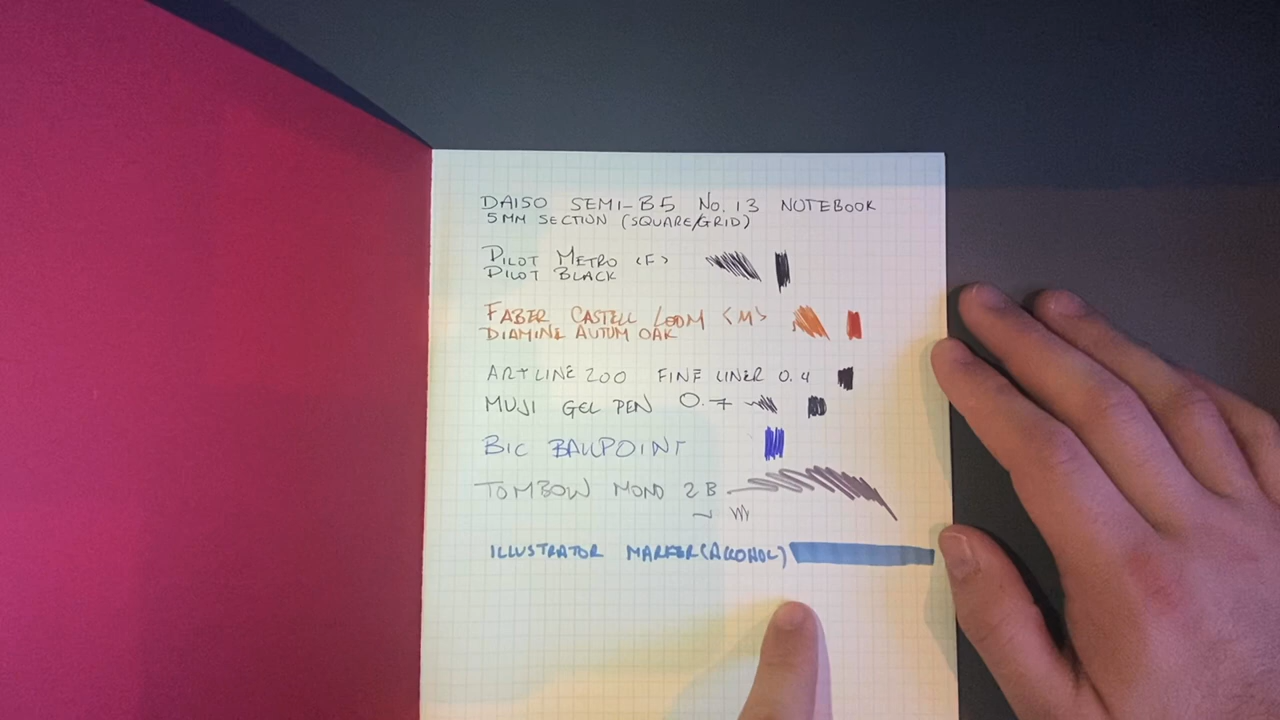 DAISO SEMI-B5 No. 13 NOTEBOOK
5MM SECTION (SQUARE/GRID)
PILOT METRO <F>
PILOT BLACK
FABER CASTELL LOOM <M>
DIAMINE AUTUM OAK
ARTLINE 200 FINE LINER 0.4
MUJI GEL PEN 0.7
BIC BALLPOINT
TOMBOW MONO 2B
ILLUSTRATOR MARKER (ALCOHOL)